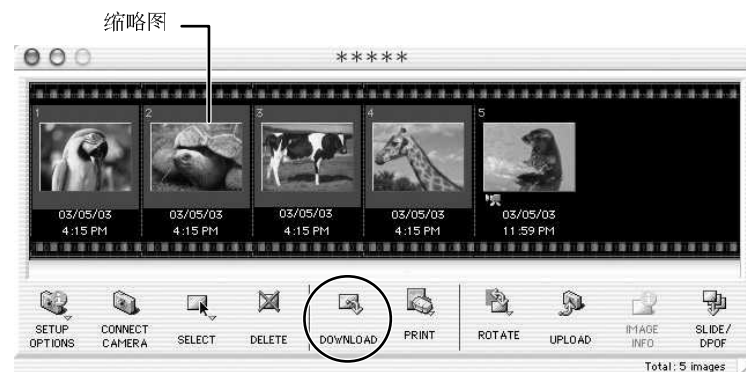 缩略图
*****
1 2 3 4 5
03/05/03 03/05/03 03/05/03 03/05/03 03/05/03
4:15 PM 4:15 PM 4:15 PM 4:15 PM 11:59 PM
SETUP OPTIONS CONNECT CAMERA SELECT DELETE DOWNLOAD PRINT ROTATE UPLOAD IMAGE INFO SLIDE/ DPOF
Total: 5 images